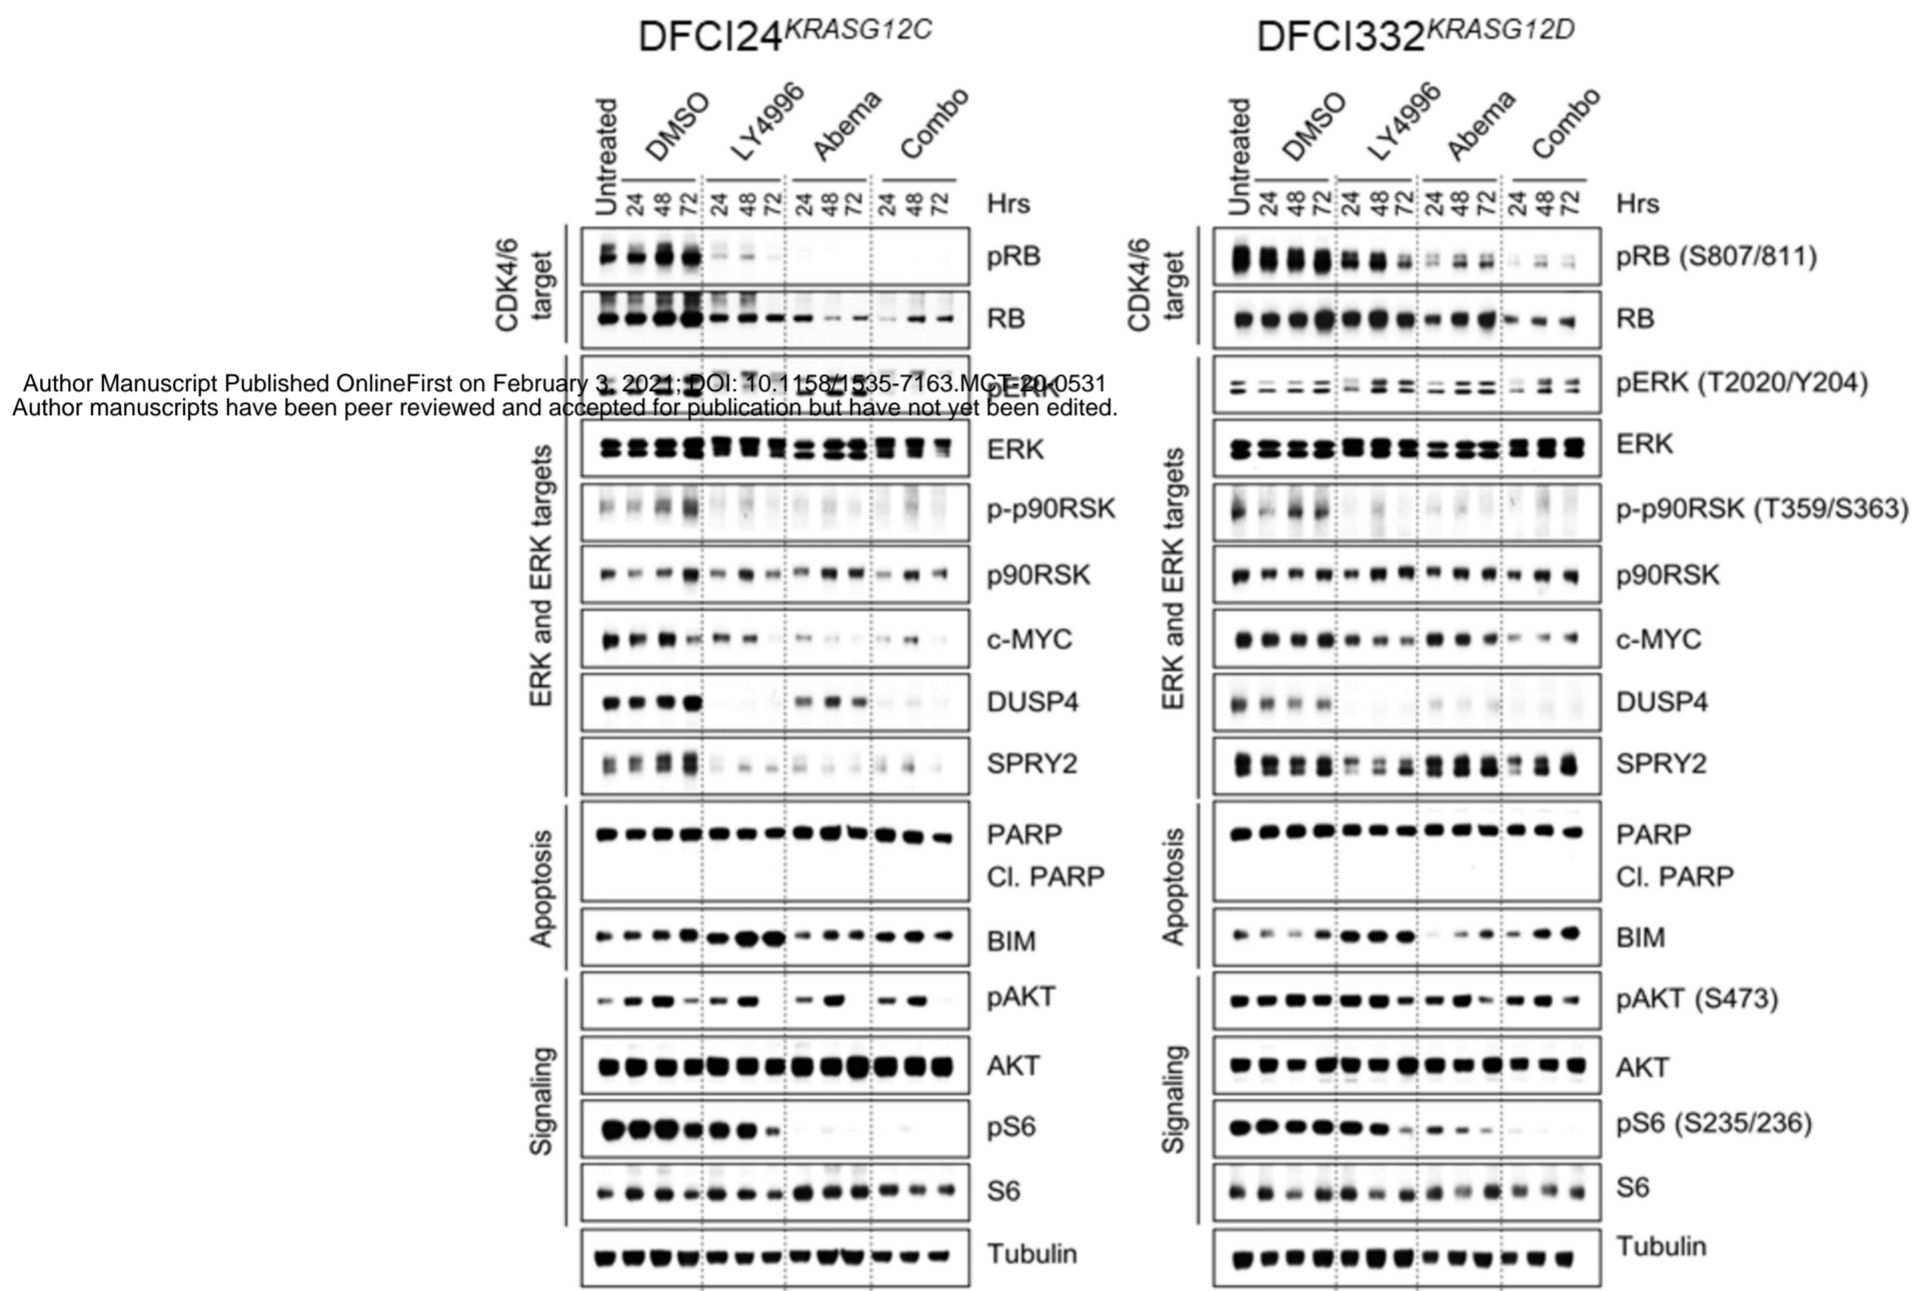 DFCI24KRASG12C
DFCI332KRASG12D
Untreated
DMSO
LY4996
Abema
Combo
Untreated
DMSO
LY4996
Abema
Combo
24 48 72 24 48 72 24 48 72 24 48 72 Hrs
24 48 72 24 48 72 24 48 72 24 48 72 Hrs
CDK4/6
target
pRB
RB
CDK4/6
target
pRB (S807/811)
RB
Author Manuscript Published OnlineFirst on February 3, 2021; DOI: 10.1158/1535-7163.MCT-20-0531
Author manuscripts have been peer reviewed and accepted for publication but have not yet been edited.
ERK and ERK targets
pERK
ERK
p-p90RSK
p90RSK
c-MYC
DUSP4
SPRY2
ERK and ERK Targets
pERK (T2020/Y204)
ERK
p-p90RSK (T359/S363)
p90RSK
c-MYC
DUSP4
SPRY2
Apoptosis
PARP
Cl. PARP
BIM
Apoptosis
PARP
Cl. PARP
BIM
Signaling
pAKT
AKT
pS6
S6
Signaling
pAKT (S473)
AKT
pS6 (S235/236)
S6
Tubulin
Tubulin